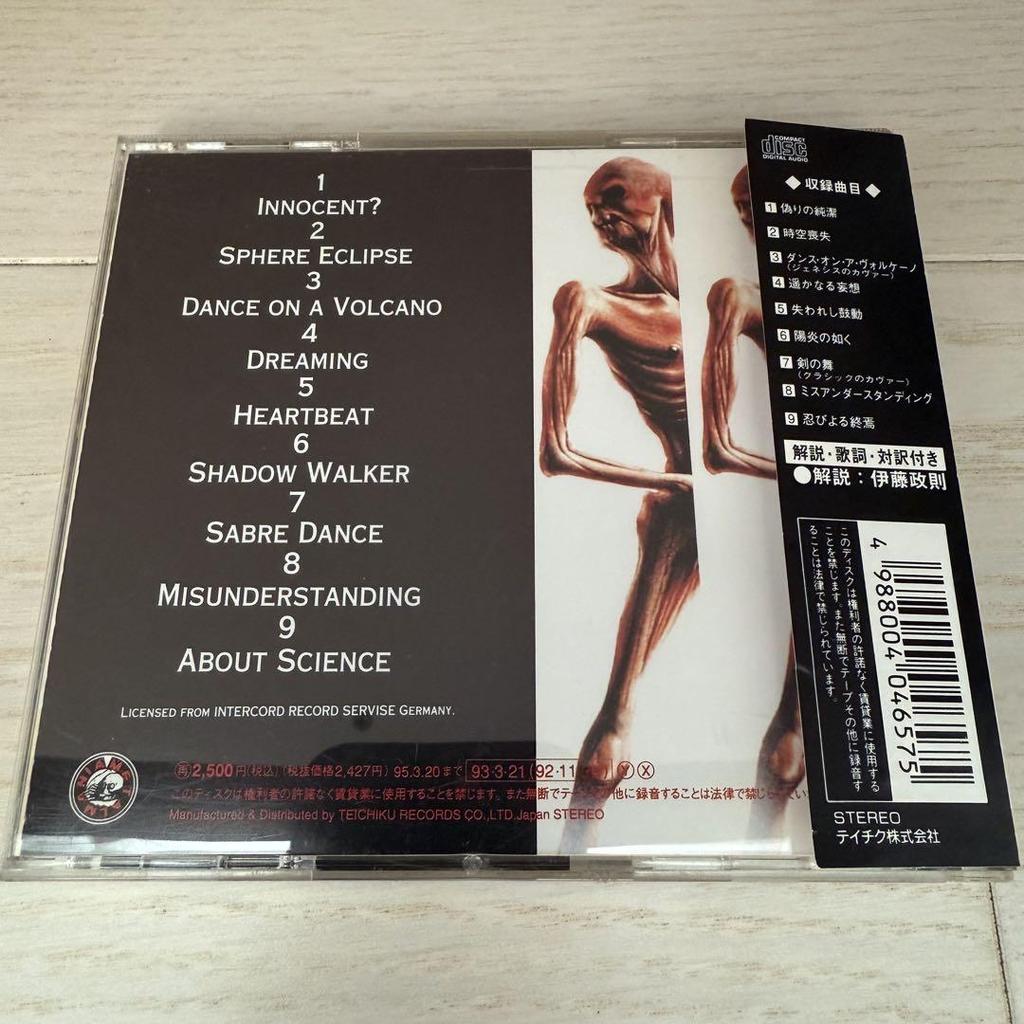 1
INNOCENT?
2
SPHERE ECLIPSE
3
DANCE ON A VOLCANO
4
DREAMING
5
HEARTBEAT
6
SHADOW WALKER
7
SABRE DANCE
8
MISUNDERSTANDING
9
ABOUT SCIENCE
LICENSED FROM INTERCORD RECORD SERVISE GERMANY.
再 2,500円(税込)(税抜価格2,427円) 95.3.20まで 93·3·21 (92·11 Y X
このディスクは権利者の許諾なく賃貸業に使用することを禁じます。また無断でテー 他に録音することは法律で禁じ
Manufactured & Distributed by TEICHIKU RECORDS CO.,LTD.Japan STEREO
MANIAMETAL
COMPACT
disc
DIGITAL AUDIO
◆収録曲目◆
1 偽りの純潔
2 時空喪失
3 ダンス・オン・ア・ヴォルケーノ
(ジェネシスのカヴァー)
4 遥かなる妄想
5 失われし鼓動
6 陽炎の如く
7 剣の舞
(クラシックのカヴァー)
8 ミスアンダースタンディング
9 忍びよる終焉
解説・歌詞・対訳付き
●解説:伊藤政則
このディスクは権利者の許諾なく賃貸業に使用する
ことを禁じます。また無断でテープその他に録音す
ることは法律で禁じられています。
4 988004 046575
STEREO
テイチク株式会社